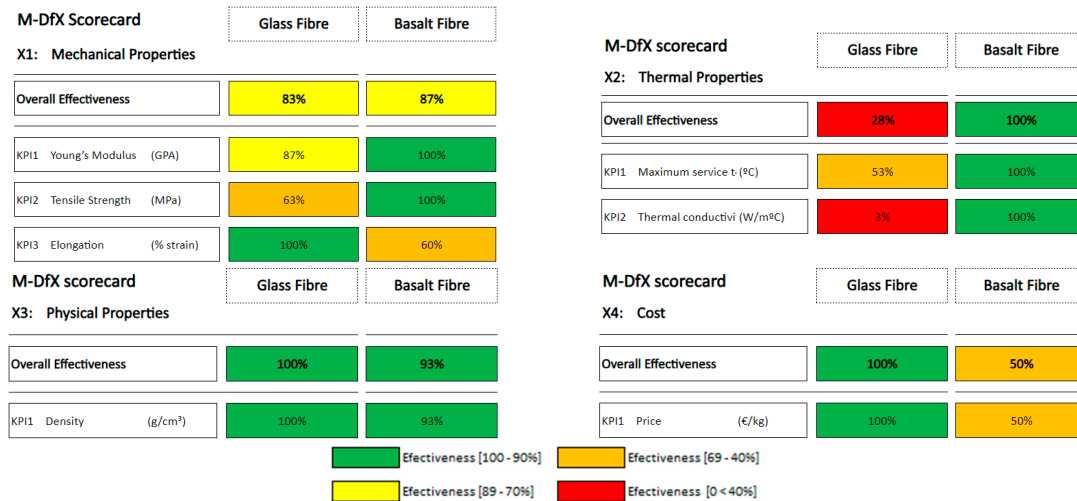 M-DfX Scorecard Glass Fibre Basalt Fibre
X1: Mechanical Properties
Overall Effectiveness 83% 87%
KPI1 Young's Modulus (GPA) 87% 100%
KPI2 Tensile Strength (MPa) 63% 100%
KPI3 Elongation (% strain) 100% 60%
M-DfX scorecard Glass Fibre Basalt Fibre
X2: Thermal Properties
Overall Effectiveness 28% 100%
KPI1 Maximum service t (ºC) 53% 100%
KPI2 Thermal conductivi (W/mºC) 3% 100%
M-DfX scorecard Glass Fibre Basalt Fibre
X3: Physical Properties
Overall Effectiveness 100% 93%
KPI1 Density (g/cm³) 100% 93%
M-DfX scorecard Glass Fibre Basalt Fibre
X4: Cost
Overall Effectiveness 100% 50%
KPI1 Price (€/kg) 100% 50%
Efectiveness [100 - 90%] Efectiveness [69 - 40%]
Efectiveness [89 - 70%] Efectiveness [0 < 40%]